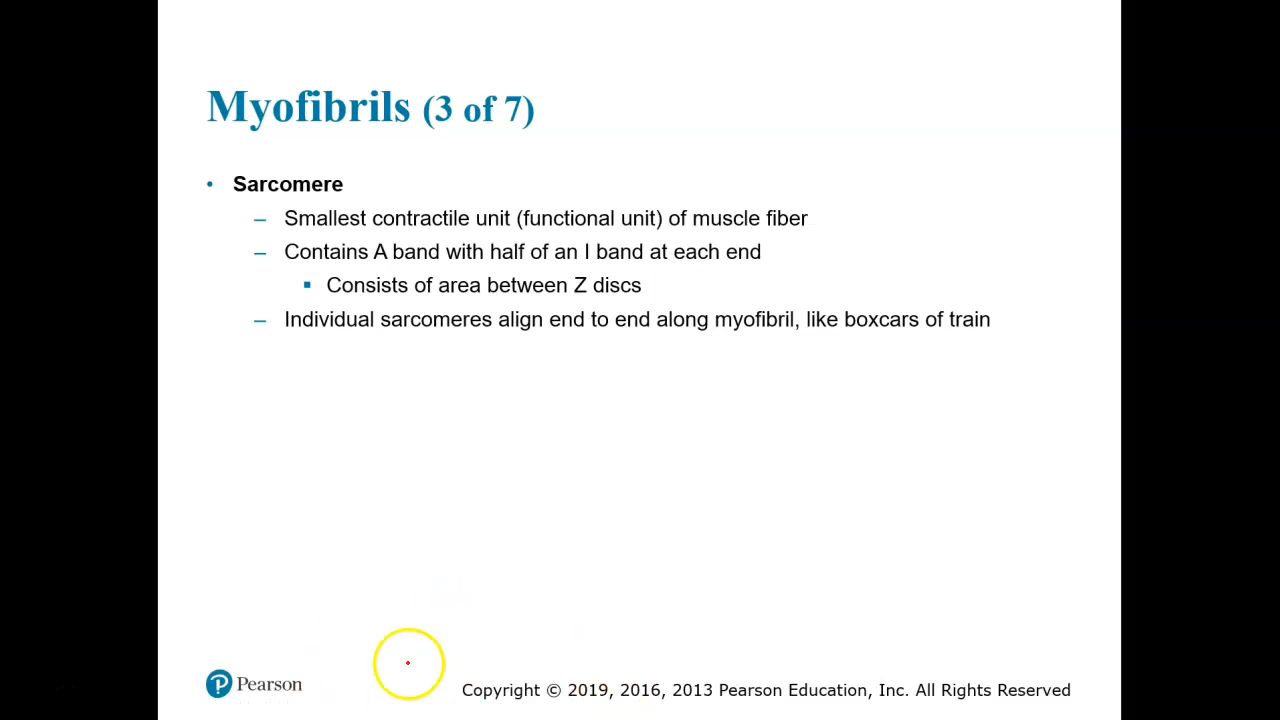 Myofibrils (3 of 7)
• Sarcomere
– Smallest contractile unit (functional unit) of muscle fiber
– Contains A band with half of an I band at each end
▪ Consists of area between Z discs
– Individual sarcomeres align end to end along myofibril, like boxcars of train
P Pearson
Copyright © 2019, 2016, 2013 Pearson Education, Inc. All Rights Reserved